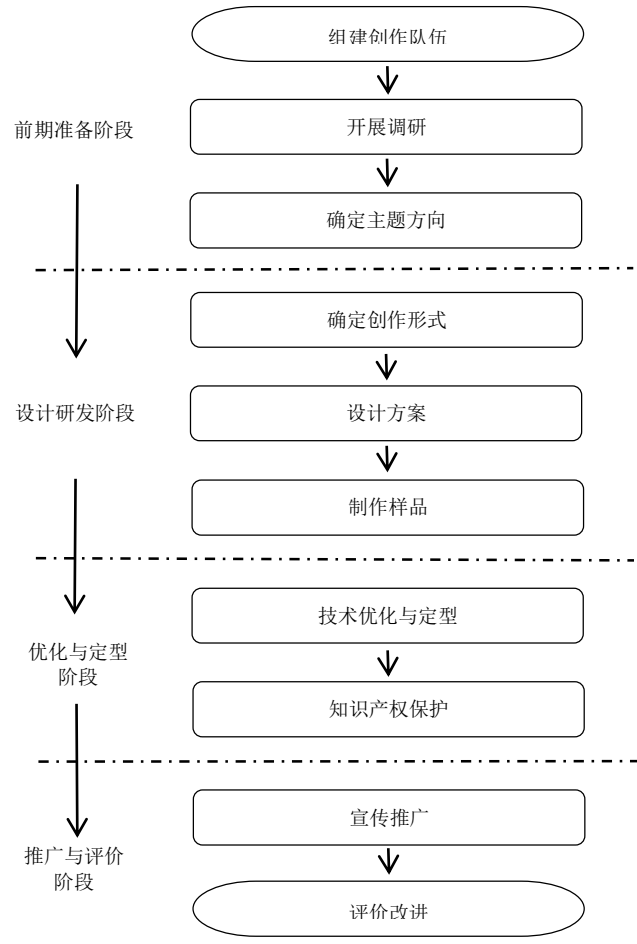 组建创作队伍
前期准备阶段
开展调研
确定主题方向
确定创作形式
设计研发阶段
设计方案
制作样品
技术优化与定型
优化与定型
阶段
知识产权保护
宣传推广
推广与评价
阶段
评价改进